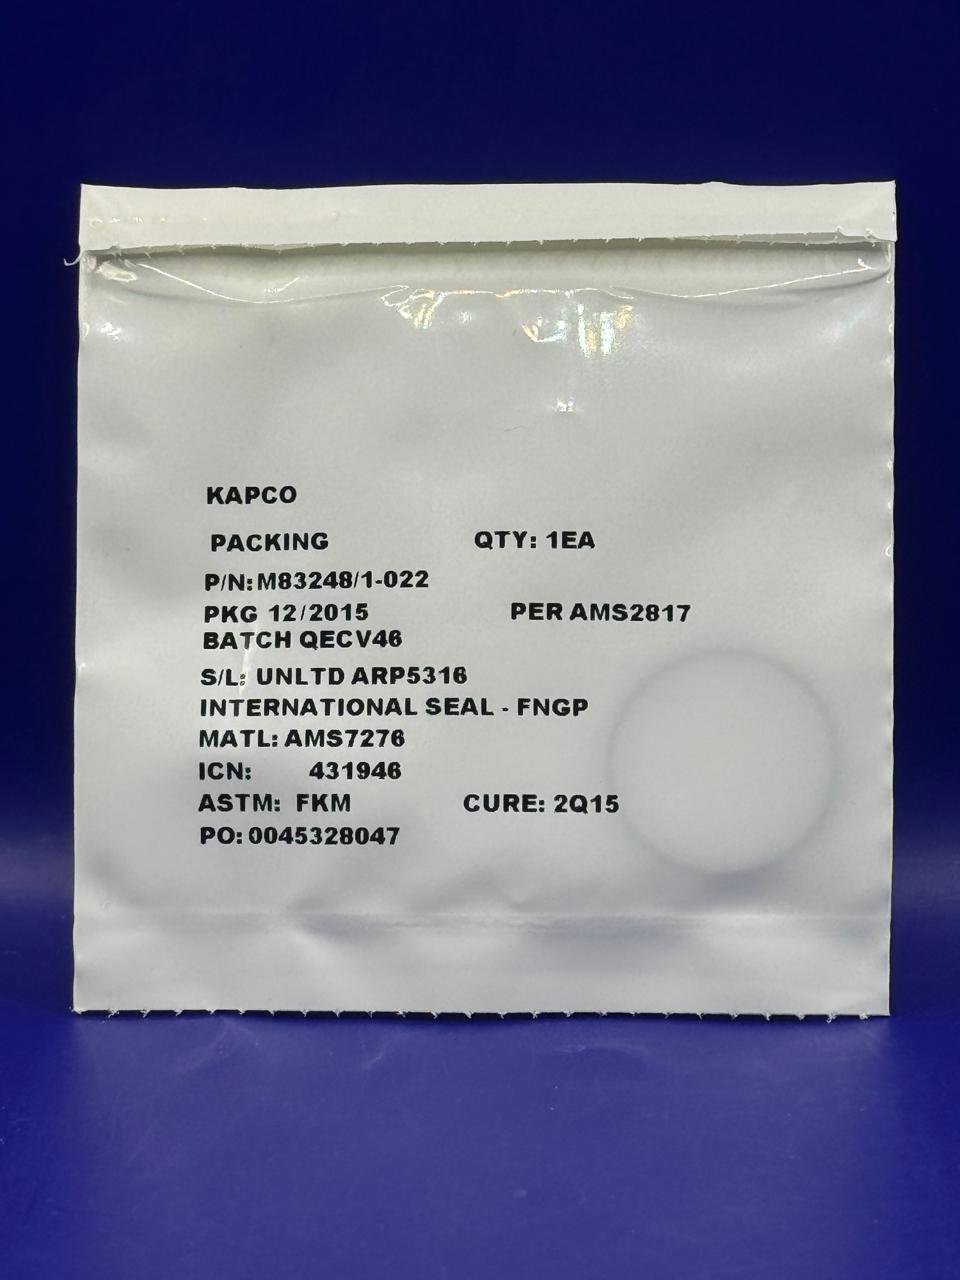 KAPCO
PACKING QTY: 1EA
P/N: M83248/1-022
PKG 12/2015 PER AMS2817
BATCH QECV46
S/L: UNLTD ARP5316
INTERNATIONAL SEAL - FNGP
MATL: AMS7276
ICN: 431946
ASTM: FKM CURE: 2Q15
PO: 0045328047